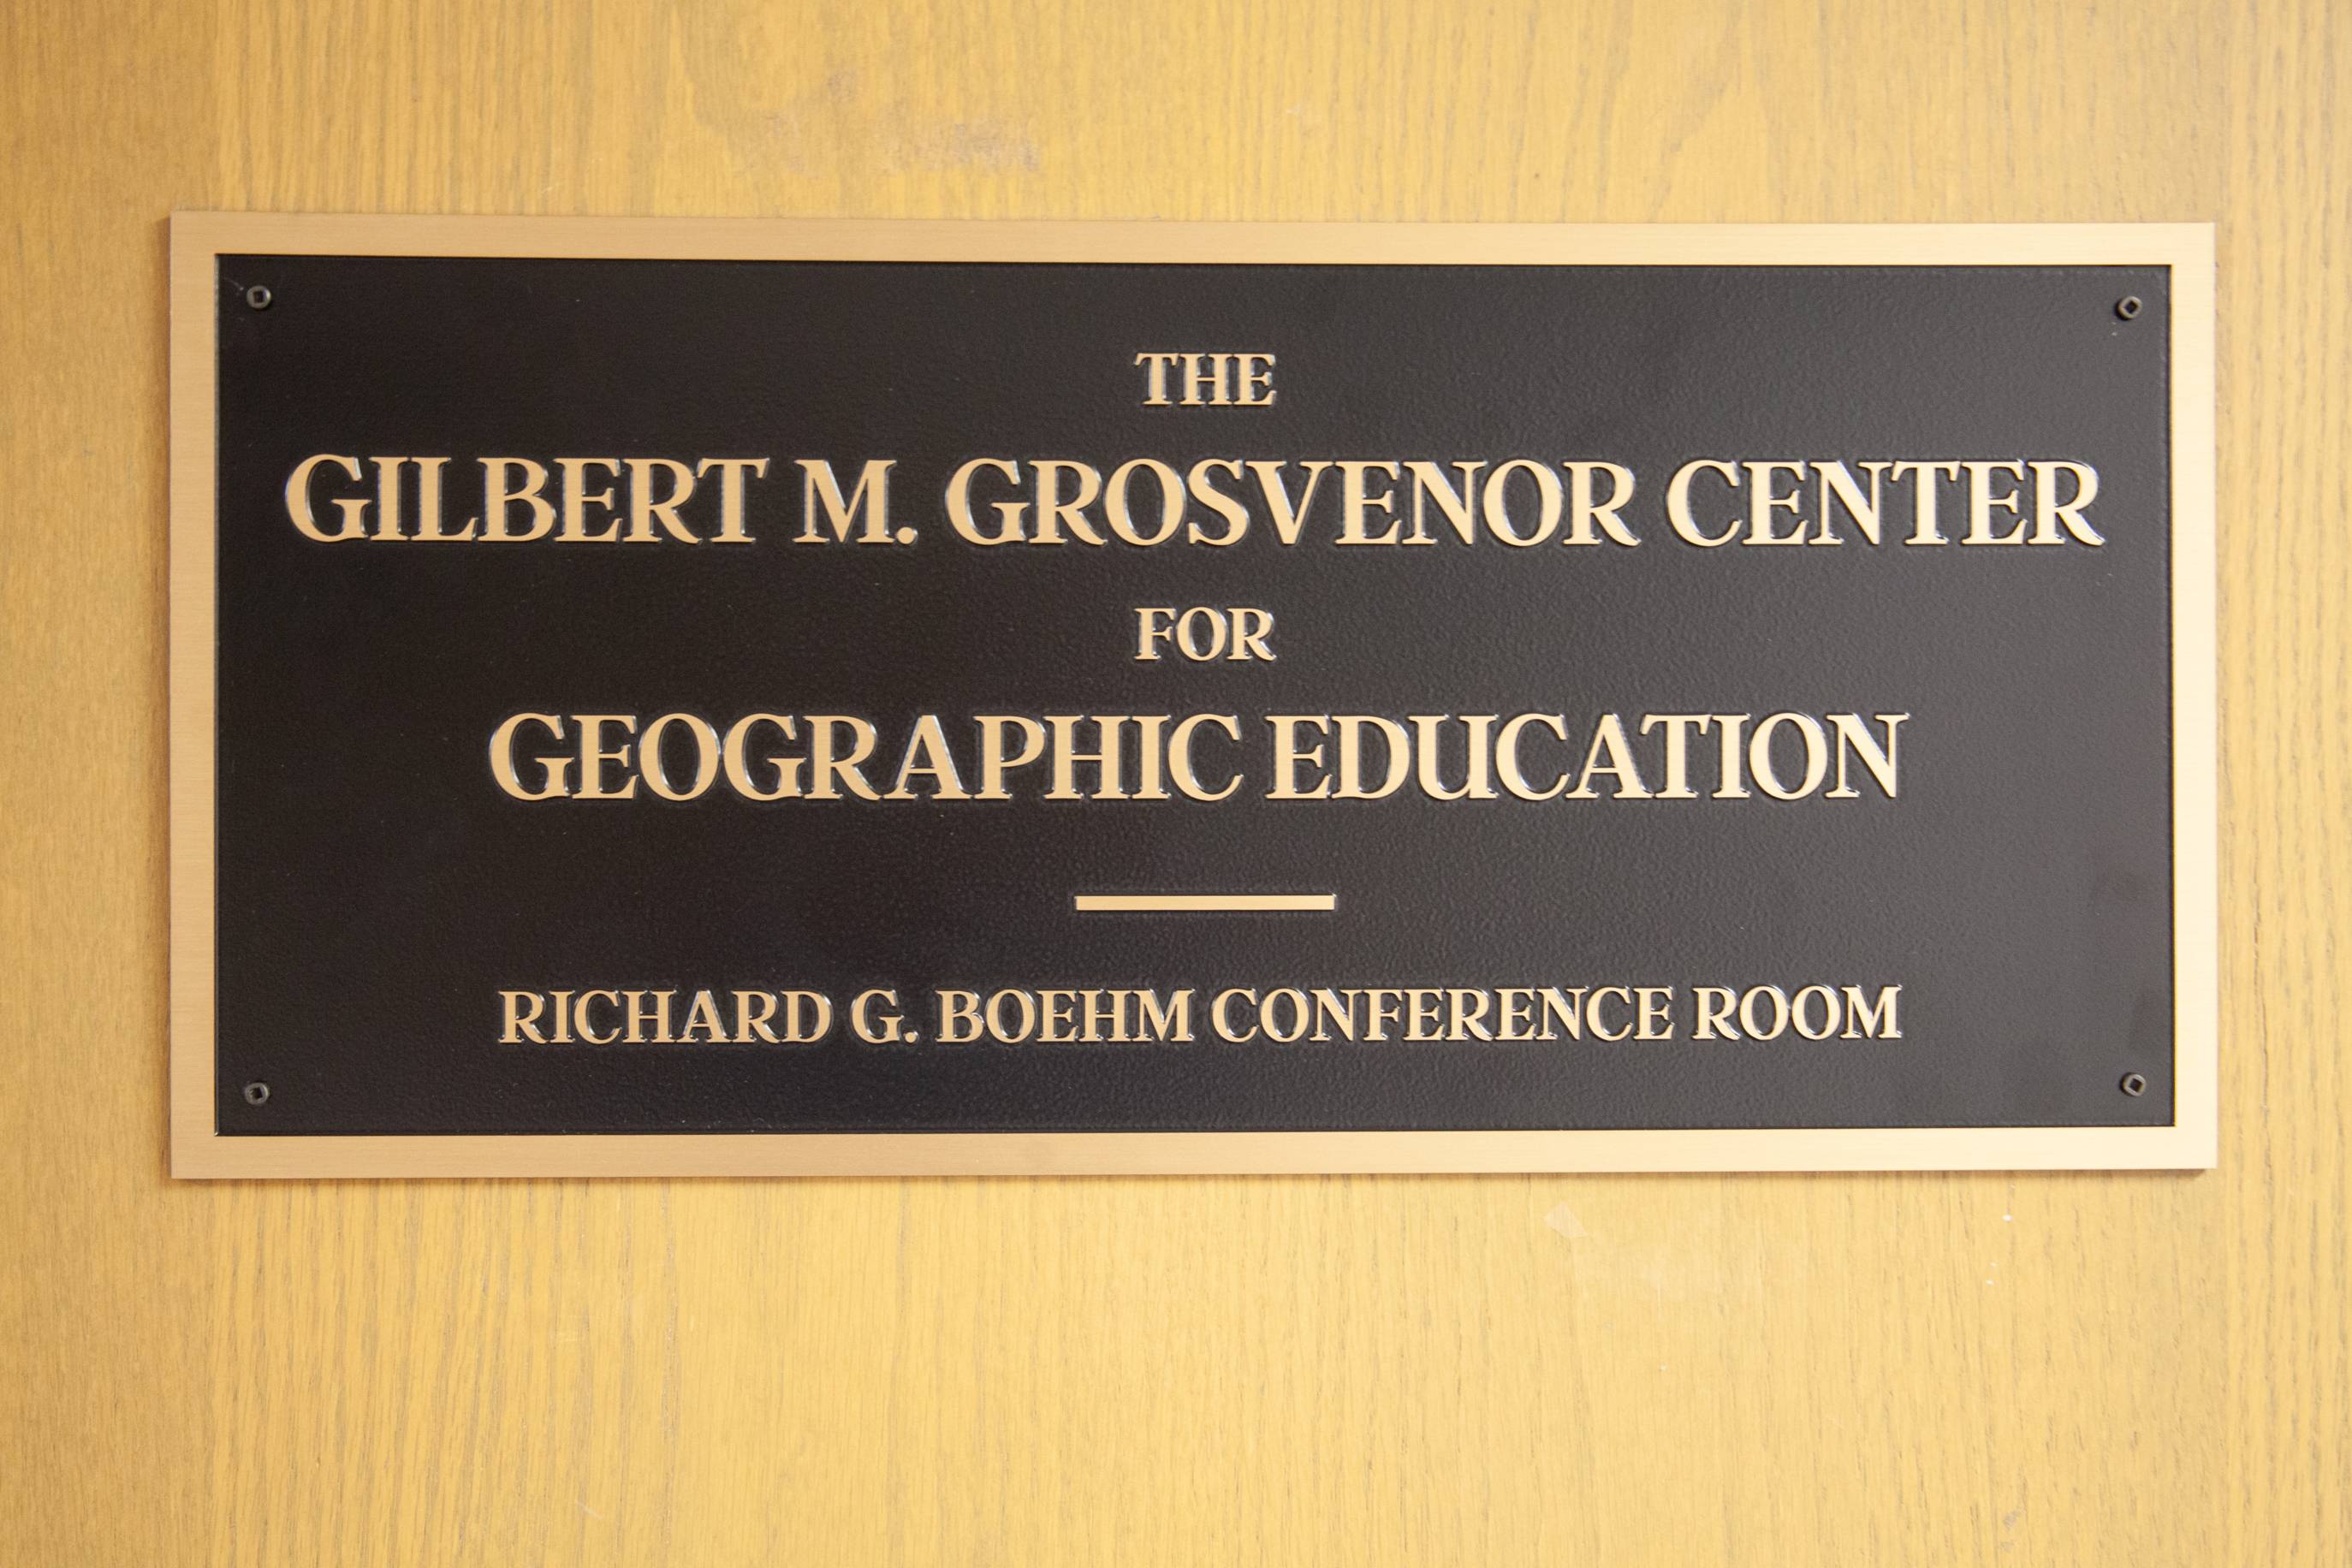 THE
GILBERT M. GROSVENOR CENTER
FOR
GEOGRAPHIC EDUCATION
RICHARD G. BOEHM CONFERENCE ROOM